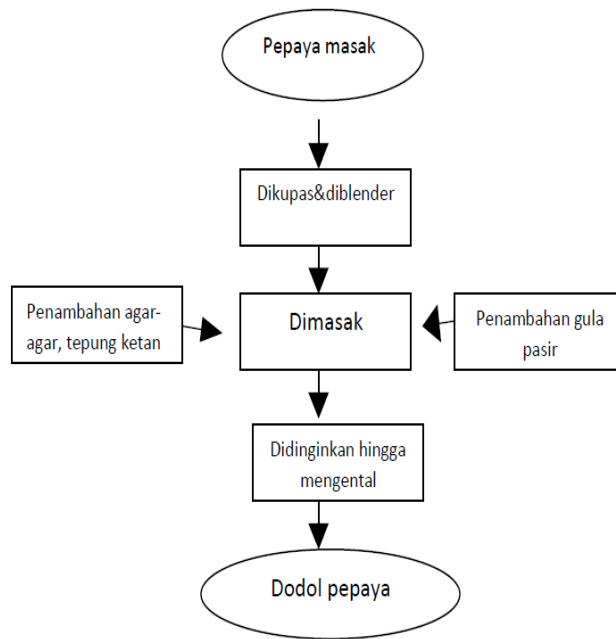 Pepaya masak
Dikupas&diblender
Penambahan agar-
agar, tepung ketan
Dimasak
Penambahan gula
pasir
Didinginkan hingga
mengental
Dodol pepaya